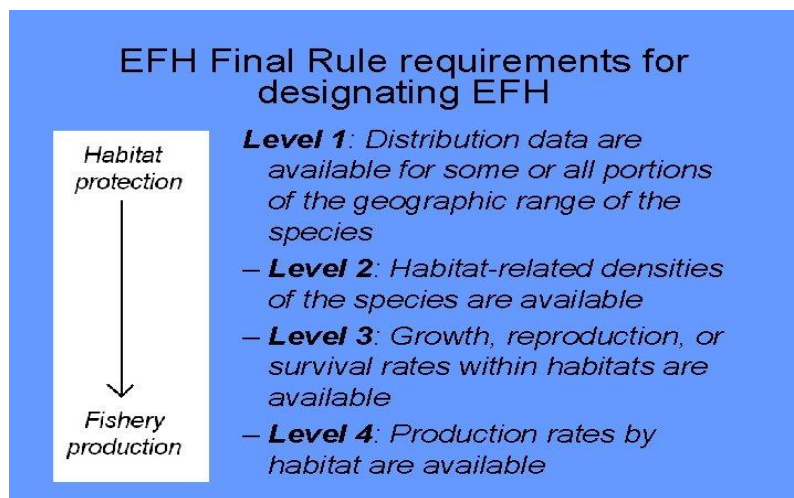 EFH Final Rule requirements for
designating EFH
Habitat
protection
Fishery
production
Level 1: Distribution data are
available for some or all portions
of the geographic range of the
species
– Level 2: Habitat-related densities
of the species are available
– Level 3: Growth, reproduction, or
survival rates within habitats are
available
– Level 4: Production rates by
habitat are available